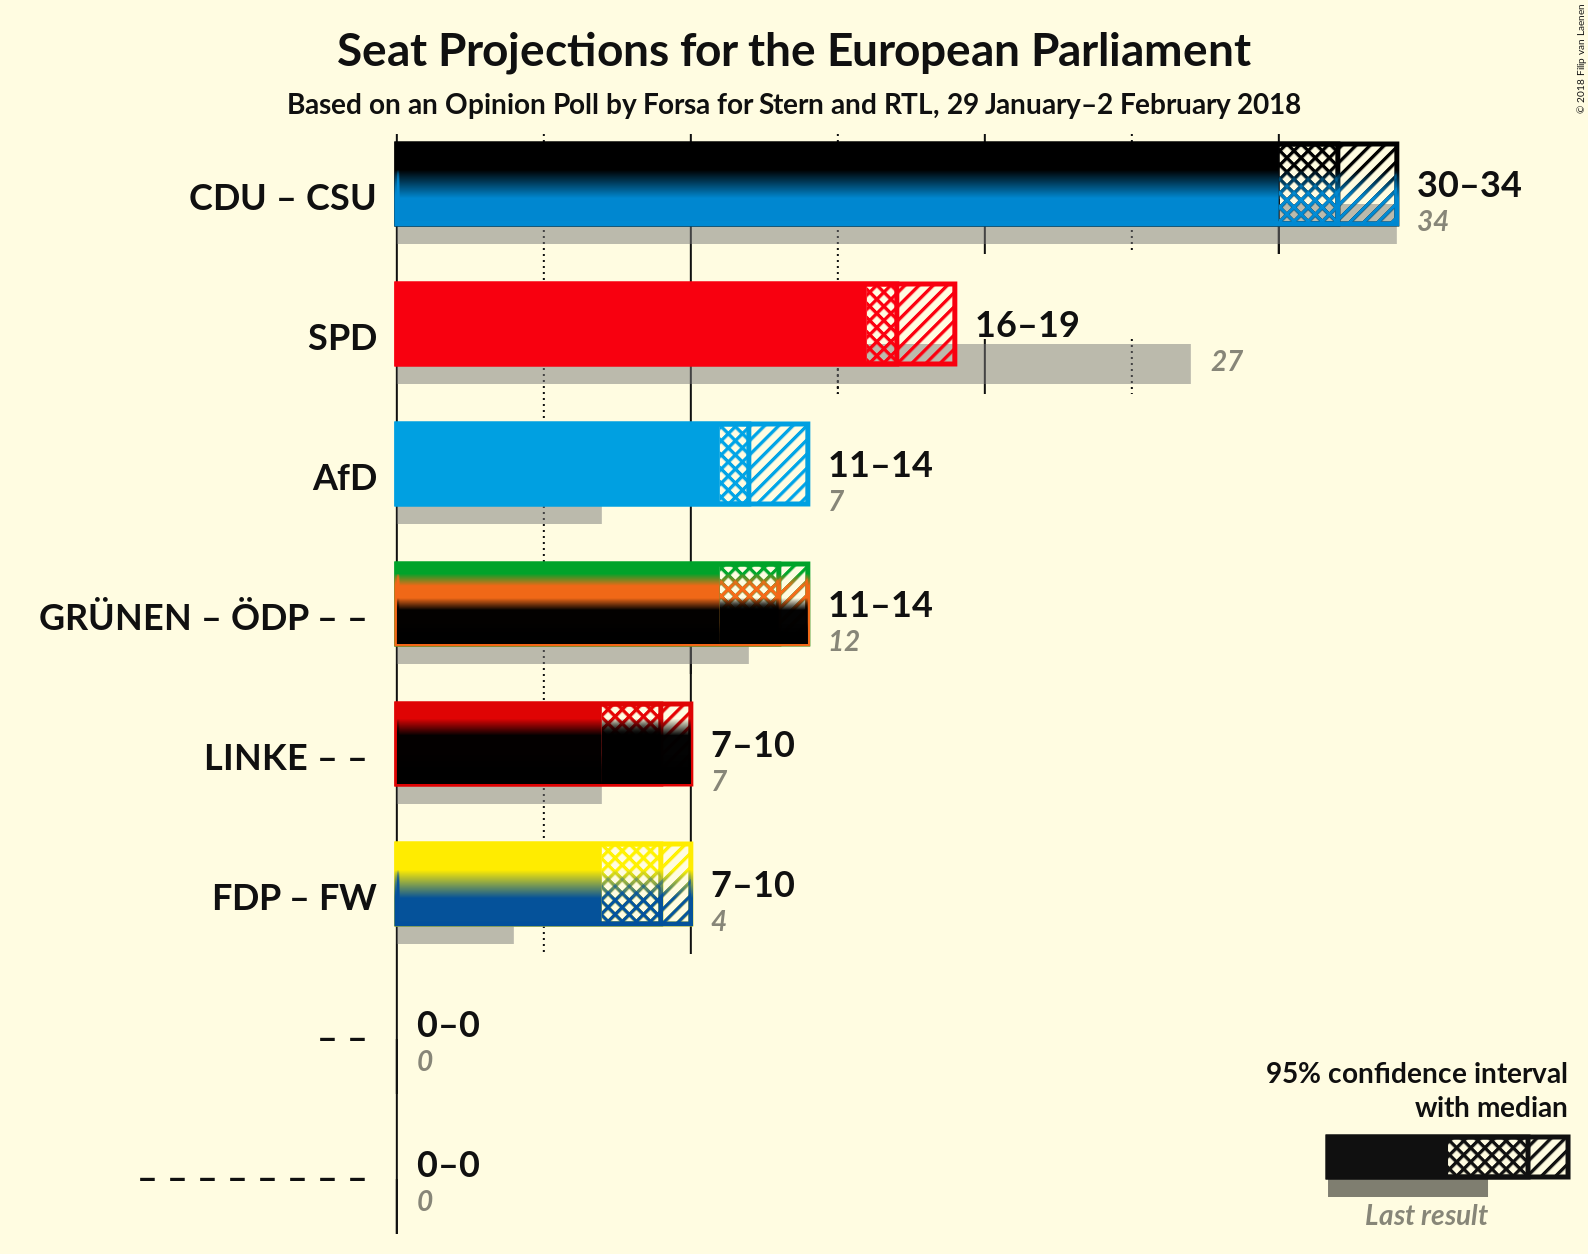 Seat Projections for the European Parliament
Based on an Opinion Poll by Forsa for Stern and RTL, 29 January–2 February 2018
© 2018 Filip van Laenen
CDU – CSU
30–34
34
SPD
16–19
27
AfD
11–14
7
GRÜNEN – ÖDP – –
11–14
12
LINKE – –
7–10
7
FDP – FW
7–10
4
– –
0–0
0
– – – – – – – –
0–0
0
95% confidence interval
with median
Last result